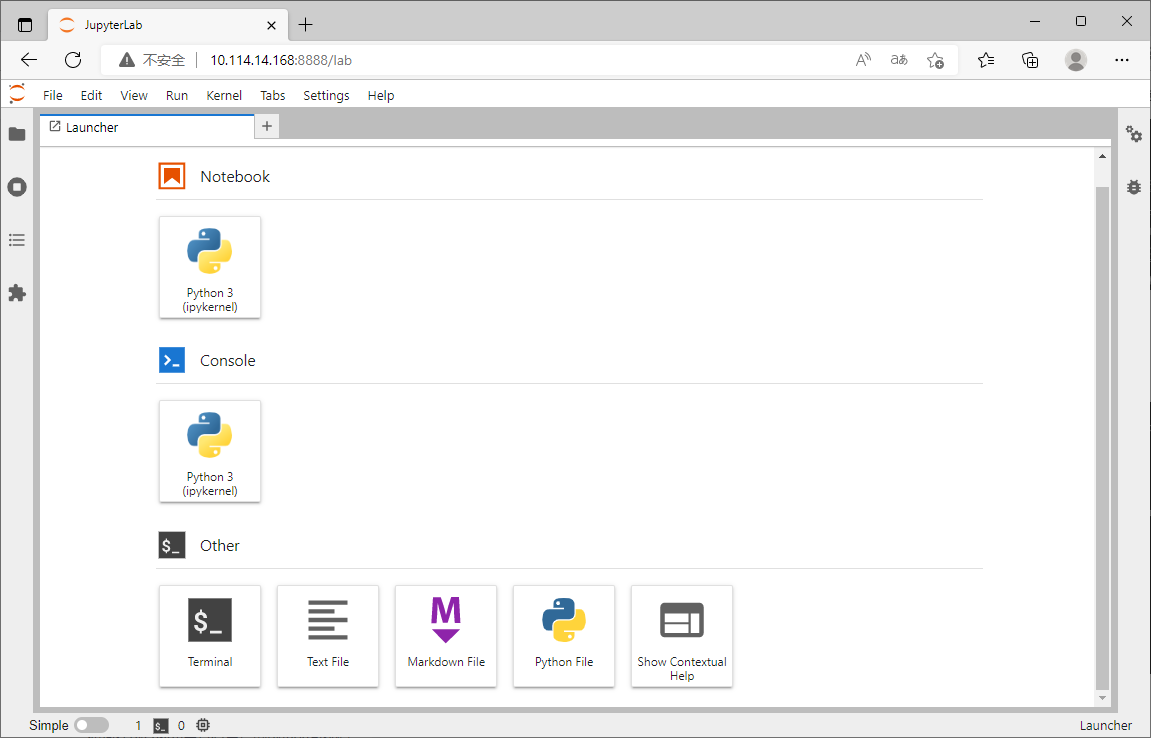 JupyterLab
不安全 10.114.14.168:8888/lab
File Edit View Run Kernel Tabs Settings Help
Launcher
Notebook
Python 3
(ipykernel)
Console
Python 3
(ipykernel)
$_ Other
$_ M
Terminal Text File Markdown File Python File Show Contextual
Help
Simple 1 $_ 0 Launcher